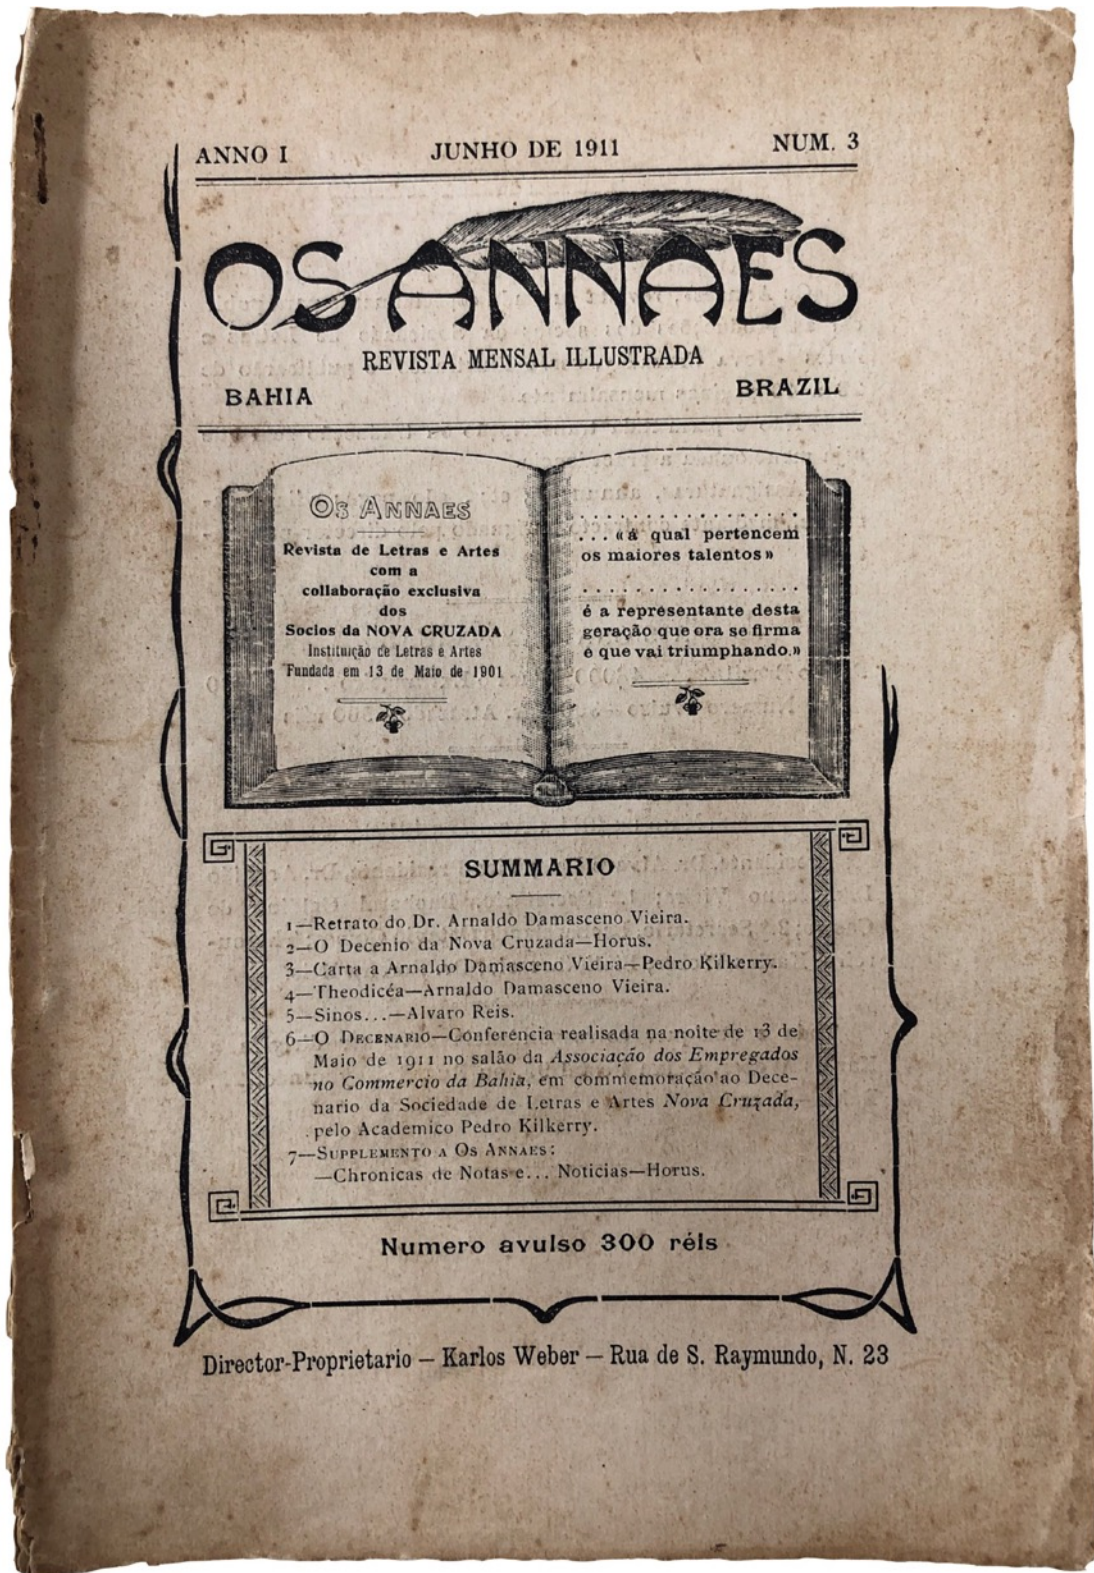 ANNO I JUNHO DE 1911 NUM. 3
OS ANNAES
REVISTA MENSAL ILLUSTRADA
BAHIA BRAZIL
OS ANNAES
Revista de Letras e Artes
com a
collaboração exclusiva
dos
Socios da NOVA CRUZADA
Instituição de Letras e Artes
Fundada em 13 de Maio de 1901
. . . . . . . . . . . . . . . .
. . . «á qual pertencem
os maiores talentos»
. . . . . . . . . . . . . . . .
é a representante desta
geração que ora se firma
e que vai triumphando.»
SUMMARIO
1—Retrato do Dr. Arnaldo Damasceno Vieira.
2—O Decenio da Nova Cruzada—Horus.
3—Carta a Arnaldo Damasceno Vieira—Pedro Kilkerry.
4—Theodicéa—Arnaldo Damasceno Vieira.
5—Sinos...—Alvaro Reis.
6—O DECENARIO—Conferencia realisada na noite de 13 de
Maio de 1911 no salão da Associação dos Empregados
no Commercio da Bahia, em commemoração ao Dece-
nario da Sociedade de Letras e Artes Nova Cruzada,
pelo Academico Pedro Kilkerry.
7—SUPPLEMENTO A OS ANNAES:
—Chronicas de Notas e... Noticias—Horus.
Numero avulso 300 réis
Director-Proprietario — Karlos Weber — Rua de S. Raymundo, N. 23